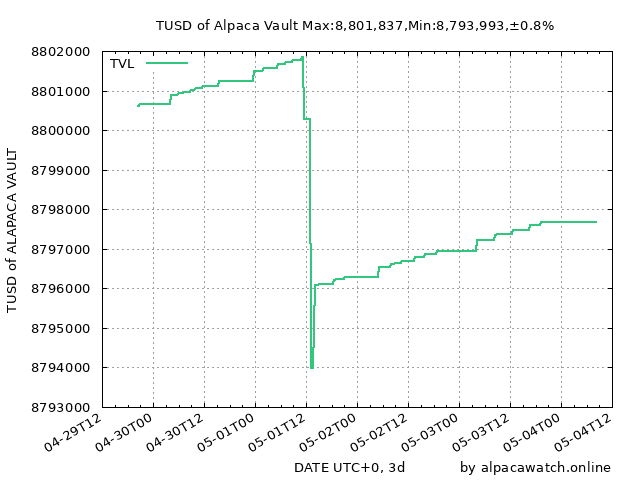 TUSD of Alpaca Vault Max:8,801,837,Min:8,793,993,±0.8%
TVL
8802000
8801000
8800000
8799000
8798000
8797000
8796000
8795000
8794000
8793000
TUSD of ALAPACA VAULT
04-29T12
04-30T00
04-30T12
05-01T00
05-01T12
05-02T00
05-02T12
05-03T00
05-03T12
05-04T00
05-04T12
DATE UTC+0, 3d
by alpacawatch.online